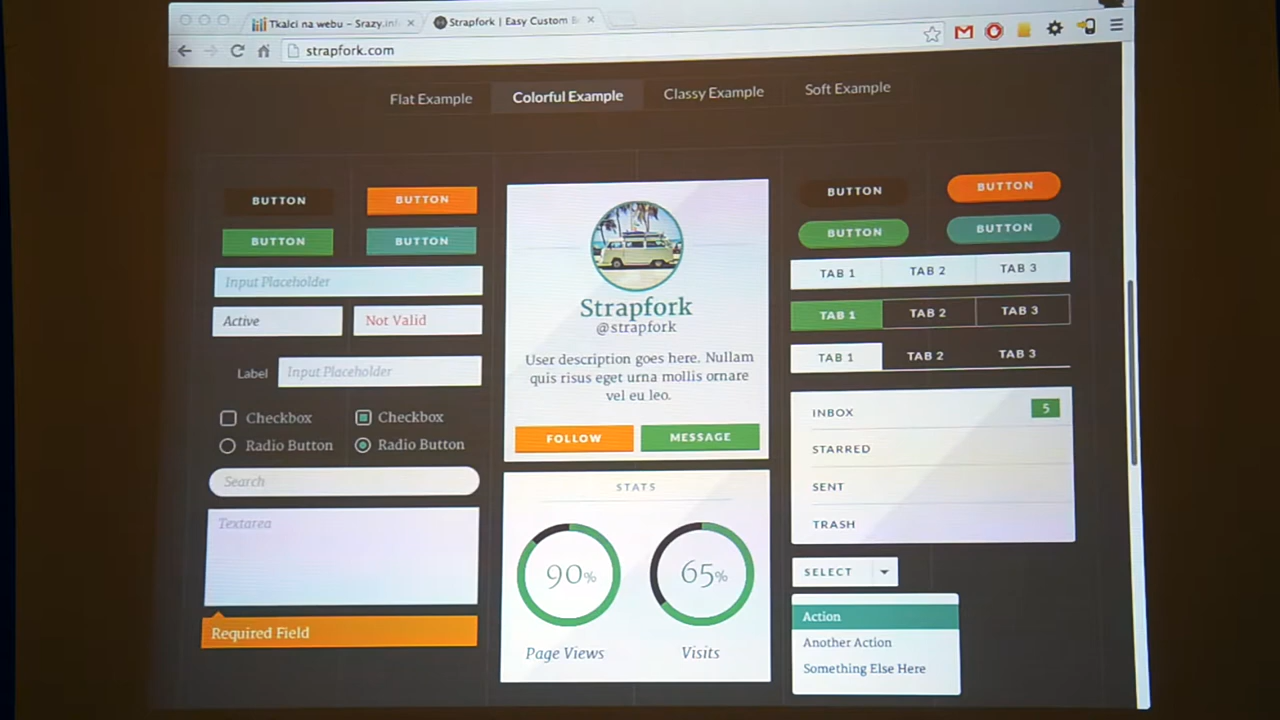 Tkalci na webu – Srazy.inf
Strapfork | Easy Custom
strapfork.com
Flat Example
Colorful Example
Classy Example
Soft Example
BUTTON
BUTTON
BUTTON
BUTTON
Input Placeholder
Active
Not Valid
Label
Input Placeholder
Checkbox
Checkbox
Radio Button
Radio Button
Search
Textarea
Required Field
Strapfork
@strapfork
User description goes here. Nullam
quis risus eget urna mollis ornare
vel eu leo.
FOLLOW
MESSAGE
STATS
90%
65%
Page Views
Visits
BUTTON
BUTTON
BUTTON
BUTTON
TAB 1
TAB 2
TAB 3
TAB 1
TAB 2
TAB 3
TAB 1
TAB 2
TAB 3
INBOX
5
STARRED
SENT
TRASH
SELECT
Action
Another Action
Something Else Here